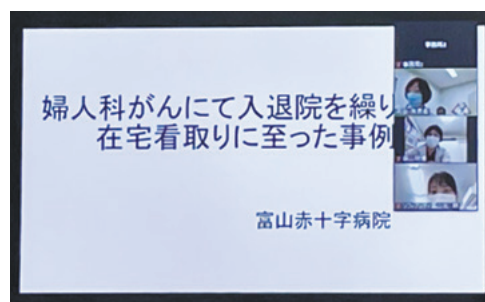 婦人科がんにて入退院を繰り
在宅看取りに至った事例
富山赤十字病院